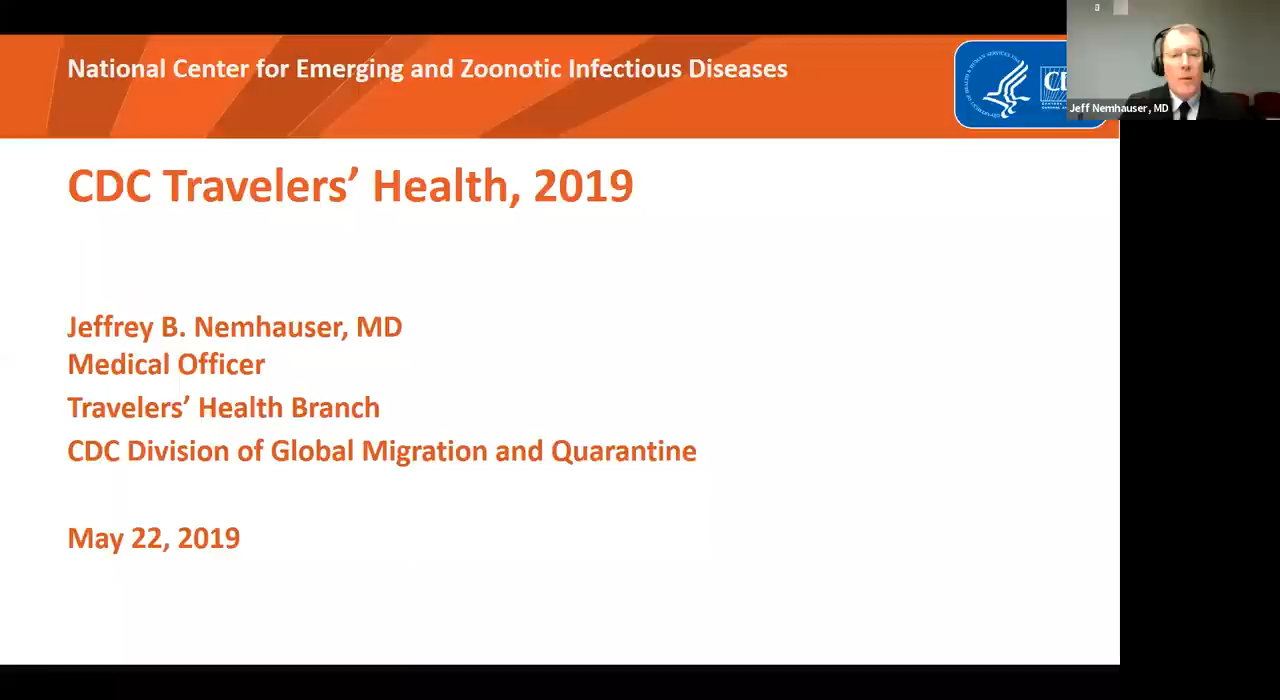 National Center for Emerging and Zoonotic Infectious Diseases
Jeff Nemhauser, MD
CDC Travelers’ Health, 2019
Jeffrey B. Nemhauser, MD
Medical Officer
Travelers’ Health Branch
CDC Division of Global Migration and Quarantine
May 22, 2019